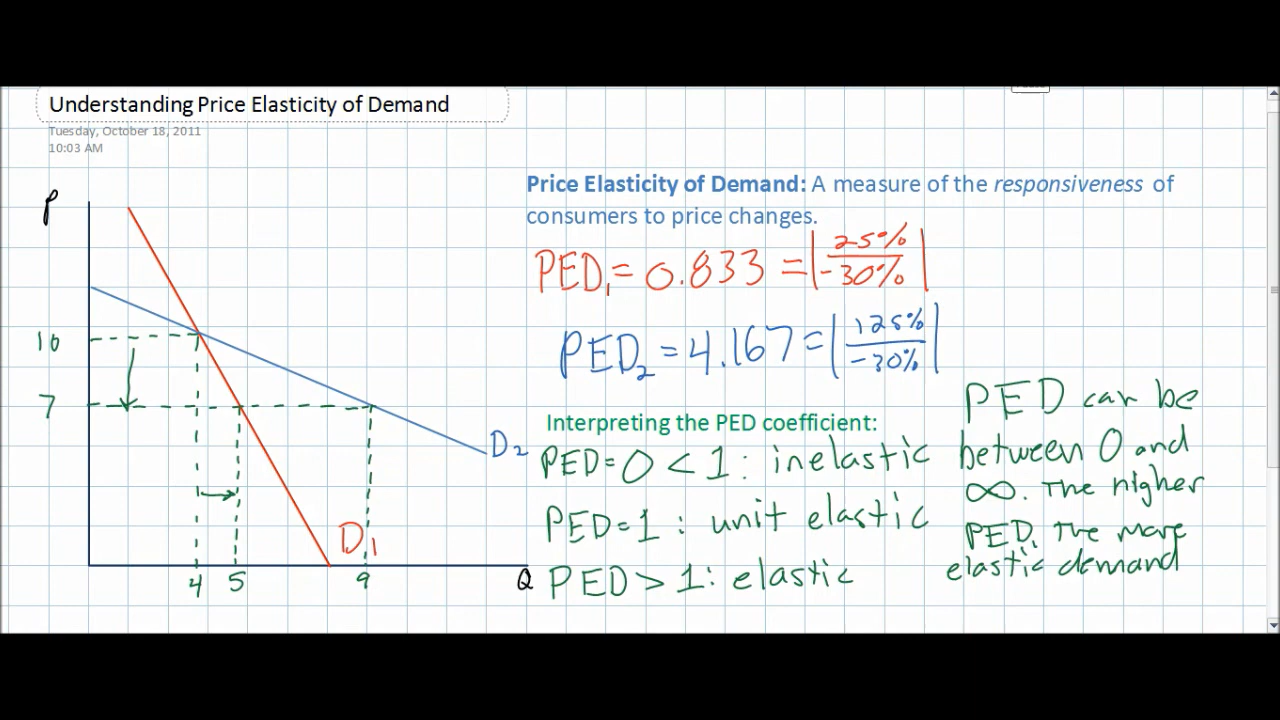 Understanding Price Elasticity of Demand
Tuesday, October 18, 2011
10:03 AM
P
10
7
4
5
9
Q
D1
D2
Price Elasticity of Demand: A measure of the responsiveness of
consumers to price changes.
PED1 = 0.833 = |25% / -30%|
PED2 = 4.167 = |125% / -30%|
Interpreting the PED coefficient:
PED=0<1: inelastic
PED=1: unit elastic
PED>1: elastic
PED can be
between 0 and
∞. The higher
PED, the more
elastic demand